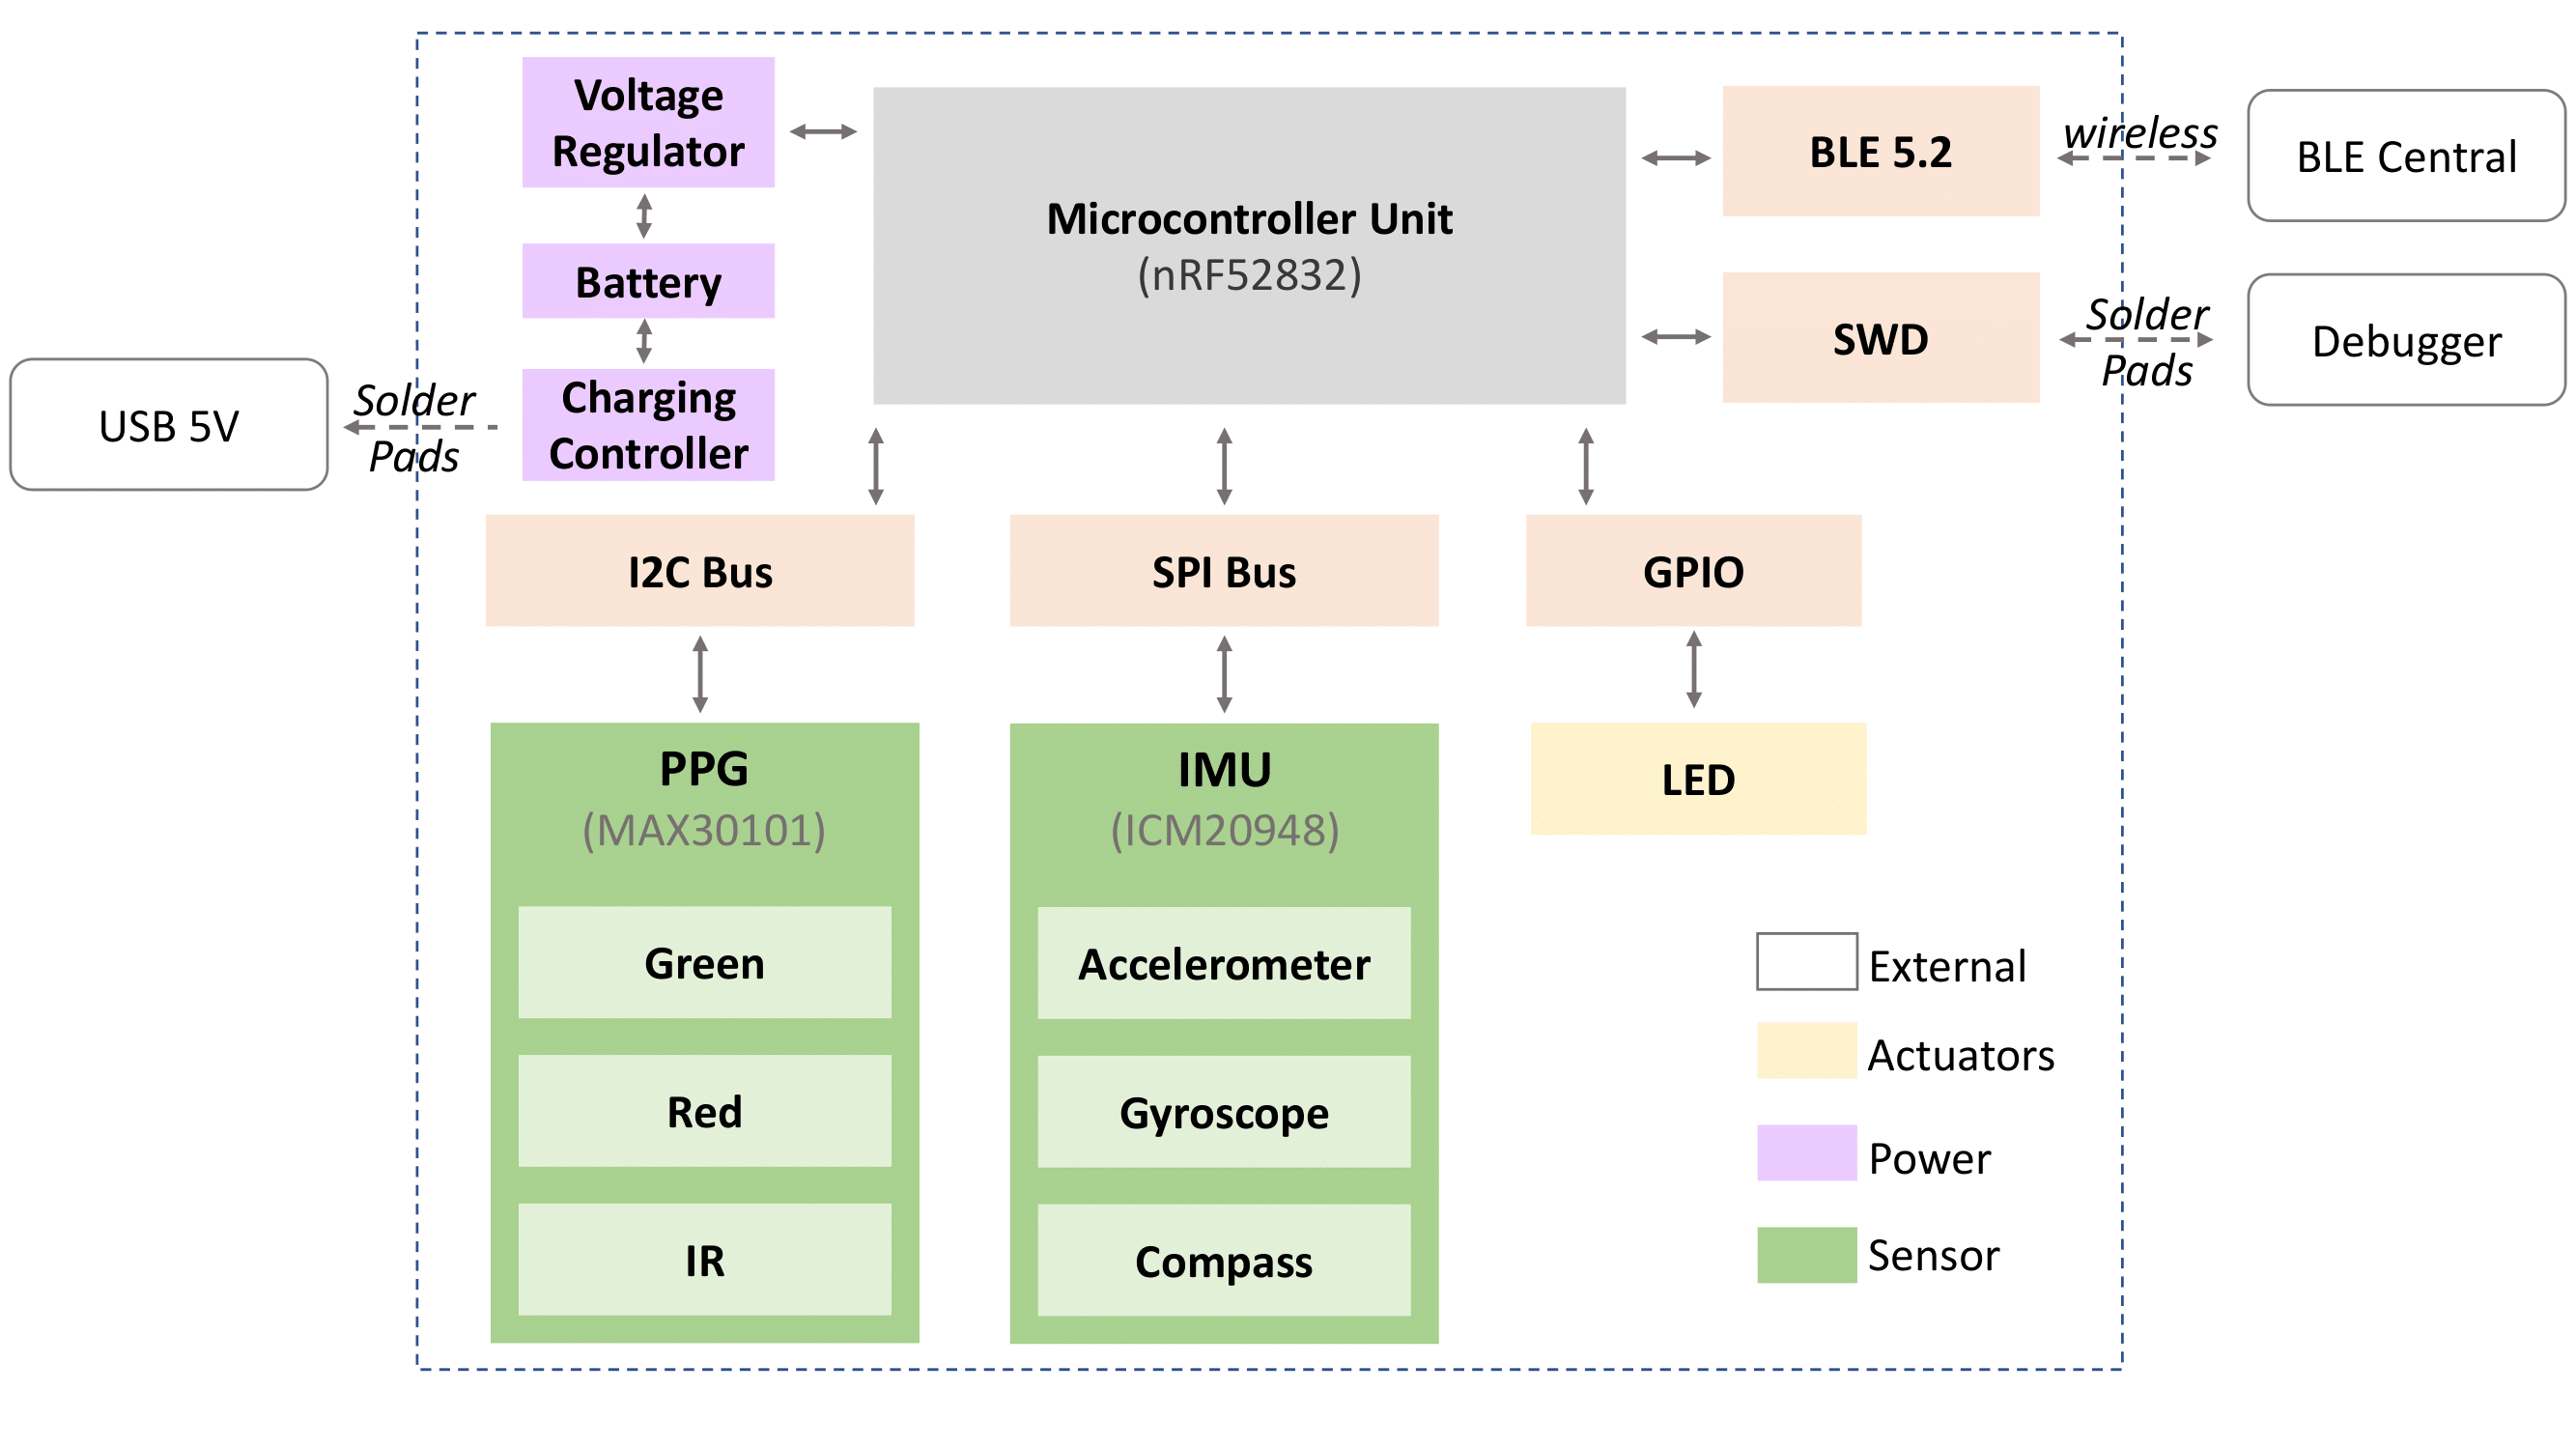 Voltage
Regulator
Battery
Charging
Controller
USB 5V
Solder
Pads
Microcontroller Unit
(nRF52832)
BLE 5.2
wireless
BLE Central
SWD
Solder
Pads
Debugger
I2C Bus
SPI Bus
GPIO
PPG
(MAX30101)
Green
Red
IR
IMU
(ICM20948)
Accelerometer
Gyroscope
Compass
LED
External
Actuators
Power
Sensor